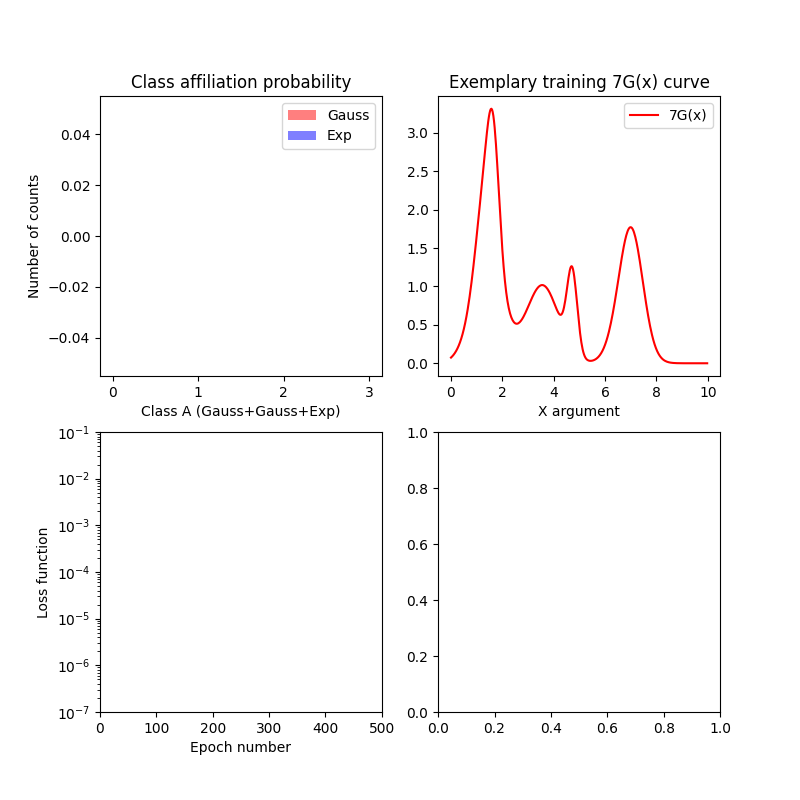 Class affiliation probability
Gauss
Exp
0.04
0.02
0.00
−0.02
−0.04
Number of counts
0 1 2 3
Class A (Gauss+Gauss+Exp)
Exemplary training 7G(x) curve
7G(x)
3.0
2.5
2.0
1.5
1.0
0.5
0.0
0 2 4 6 8 10
X argument
10⁻¹
10⁻²
10⁻³
10⁻⁴
10⁻⁵
10⁻⁶
10⁻⁷
Loss function
0 100 200 300 400 500
Epoch number
1.0
0.8
0.6
0.4
0.2
0.0
0.0 0.2 0.4 0.6 0.8 1.0